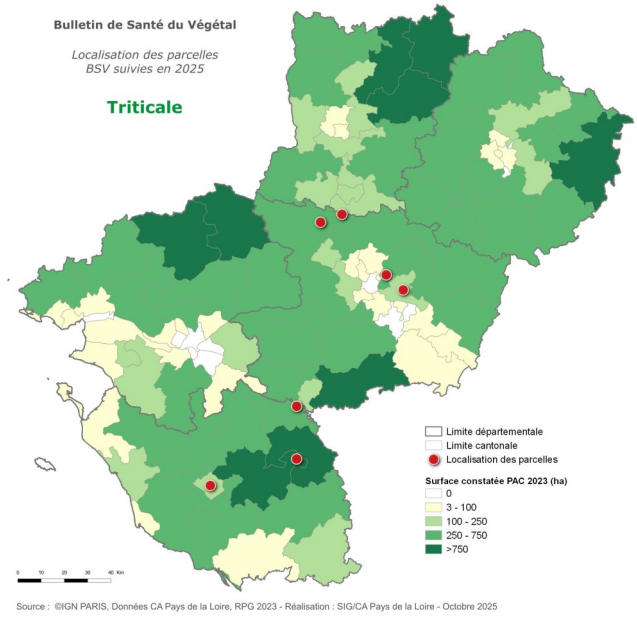 Bulletin de Santé du Végétal
Localisation des parcelles
BSV suivies en 2025
Triticale
Limite départementale
Limite cantonale
Localisation des parcelles
Surface constatée PAC 2023 (ha)
0
3 - 100
100 - 250
250 - 750
>750
0 10 20 30 40 Km
Source : ©IGN PARIS, Données CA Pays de la Loire, RPG 2023 - Réalisation : SIG/CA Pays de la Loire - Octobre 2025